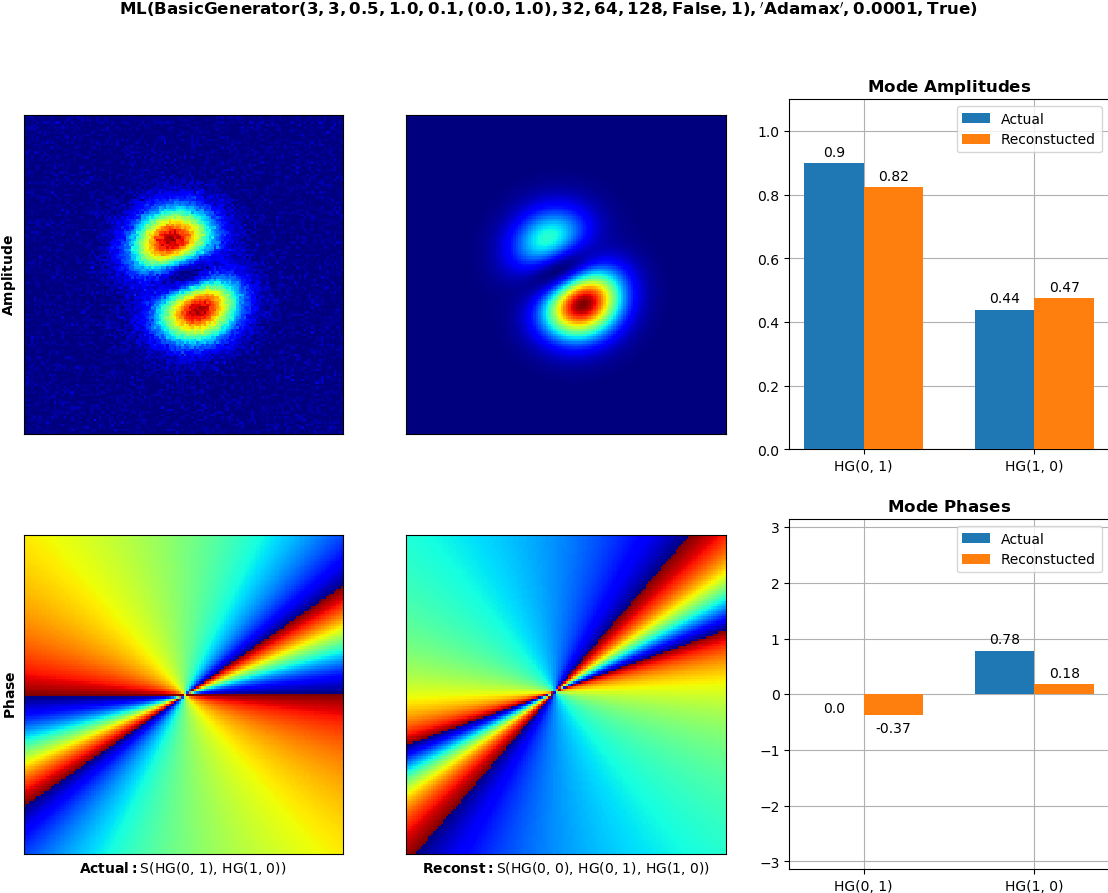 ML(BasicGenerator(3, 3, 0.5, 1.0, 0.1, (0.0, 1.0), 32, 64, 128, False, 1), ′Adamax′, 0.0001, True)
Amplitude
Mode Amplitudes
Actual
Reconstucted
1.0
0.8
0.6
0.4
0.2
0.0
0.9
0.82
0.44
0.47
HG(0, 1)
HG(1, 0)
Phase
Actual: S(HG(0, 1), HG(1, 0))
Reconst: S(HG(0, 0), HG(0, 1), HG(1, 0))
Mode Phases
Actual
Reconstucted
3
2
1
0
−1
−2
−3
0.0
-0.37
0.78
0.18
HG(0, 1)
HG(1, 0)